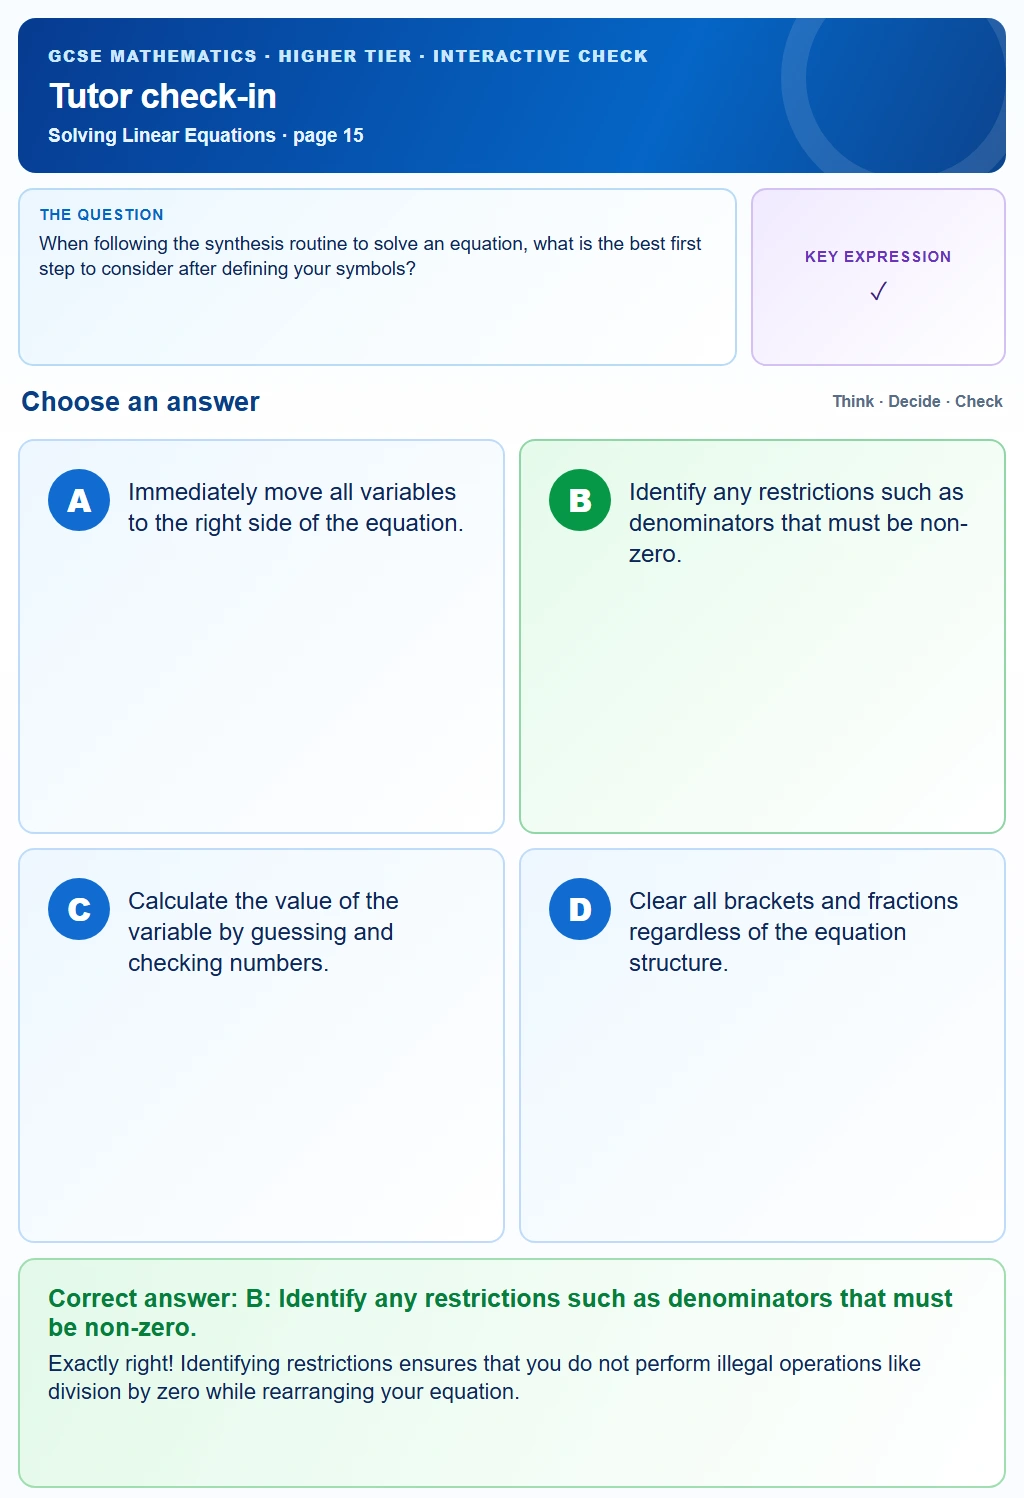 GCSE MATHEMATICS · HIGHER TIER · INTERACTIVE CHECK
Tutor check-in
Solving Linear Equations · page 15
THE QUESTION
When following the synthesis routine to solve an equation, what is the best first
step to consider after defining your symbols?
KEY EXPRESSION
✓
Choose an answer
Think · Decide · Check
A
Immediately move all variables
to the right side of the equation.
B
Identify any restrictions such as
denominators that must be non-
zero.
C
Calculate the value of the
variable by guessing and
checking numbers.
D
Clear all brackets and fractions
regardless of the equation
structure.
Correct answer: B: Identify any restrictions such as denominators that must
be non-zero.
Exactly right! Identifying restrictions ensures that you do not perform illegal operations like
division by zero while rearranging your equation.